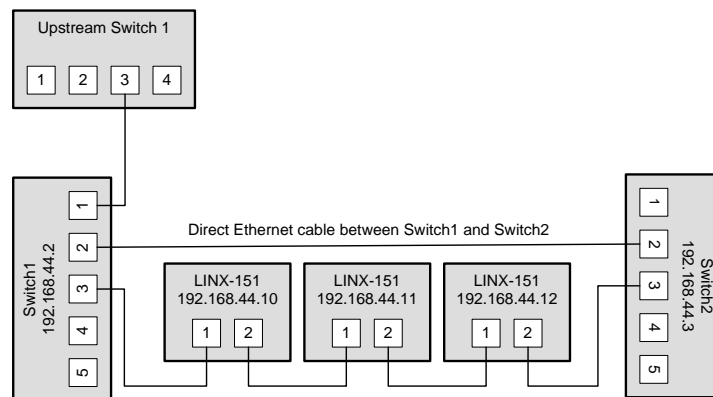 Upstream Switch 1
1 2 3 4
Switch1
192.168.44.2
1
2
3
4
5
Direct Ethernet cable between Switch1 and Switch2
LINX-151
192.168.44.10
1 2
LINX-151
192.168.44.11
1 2
LINX-151
192.168.44.12
1 2
Switch2
192.168.44.3
1
2
3
4
5